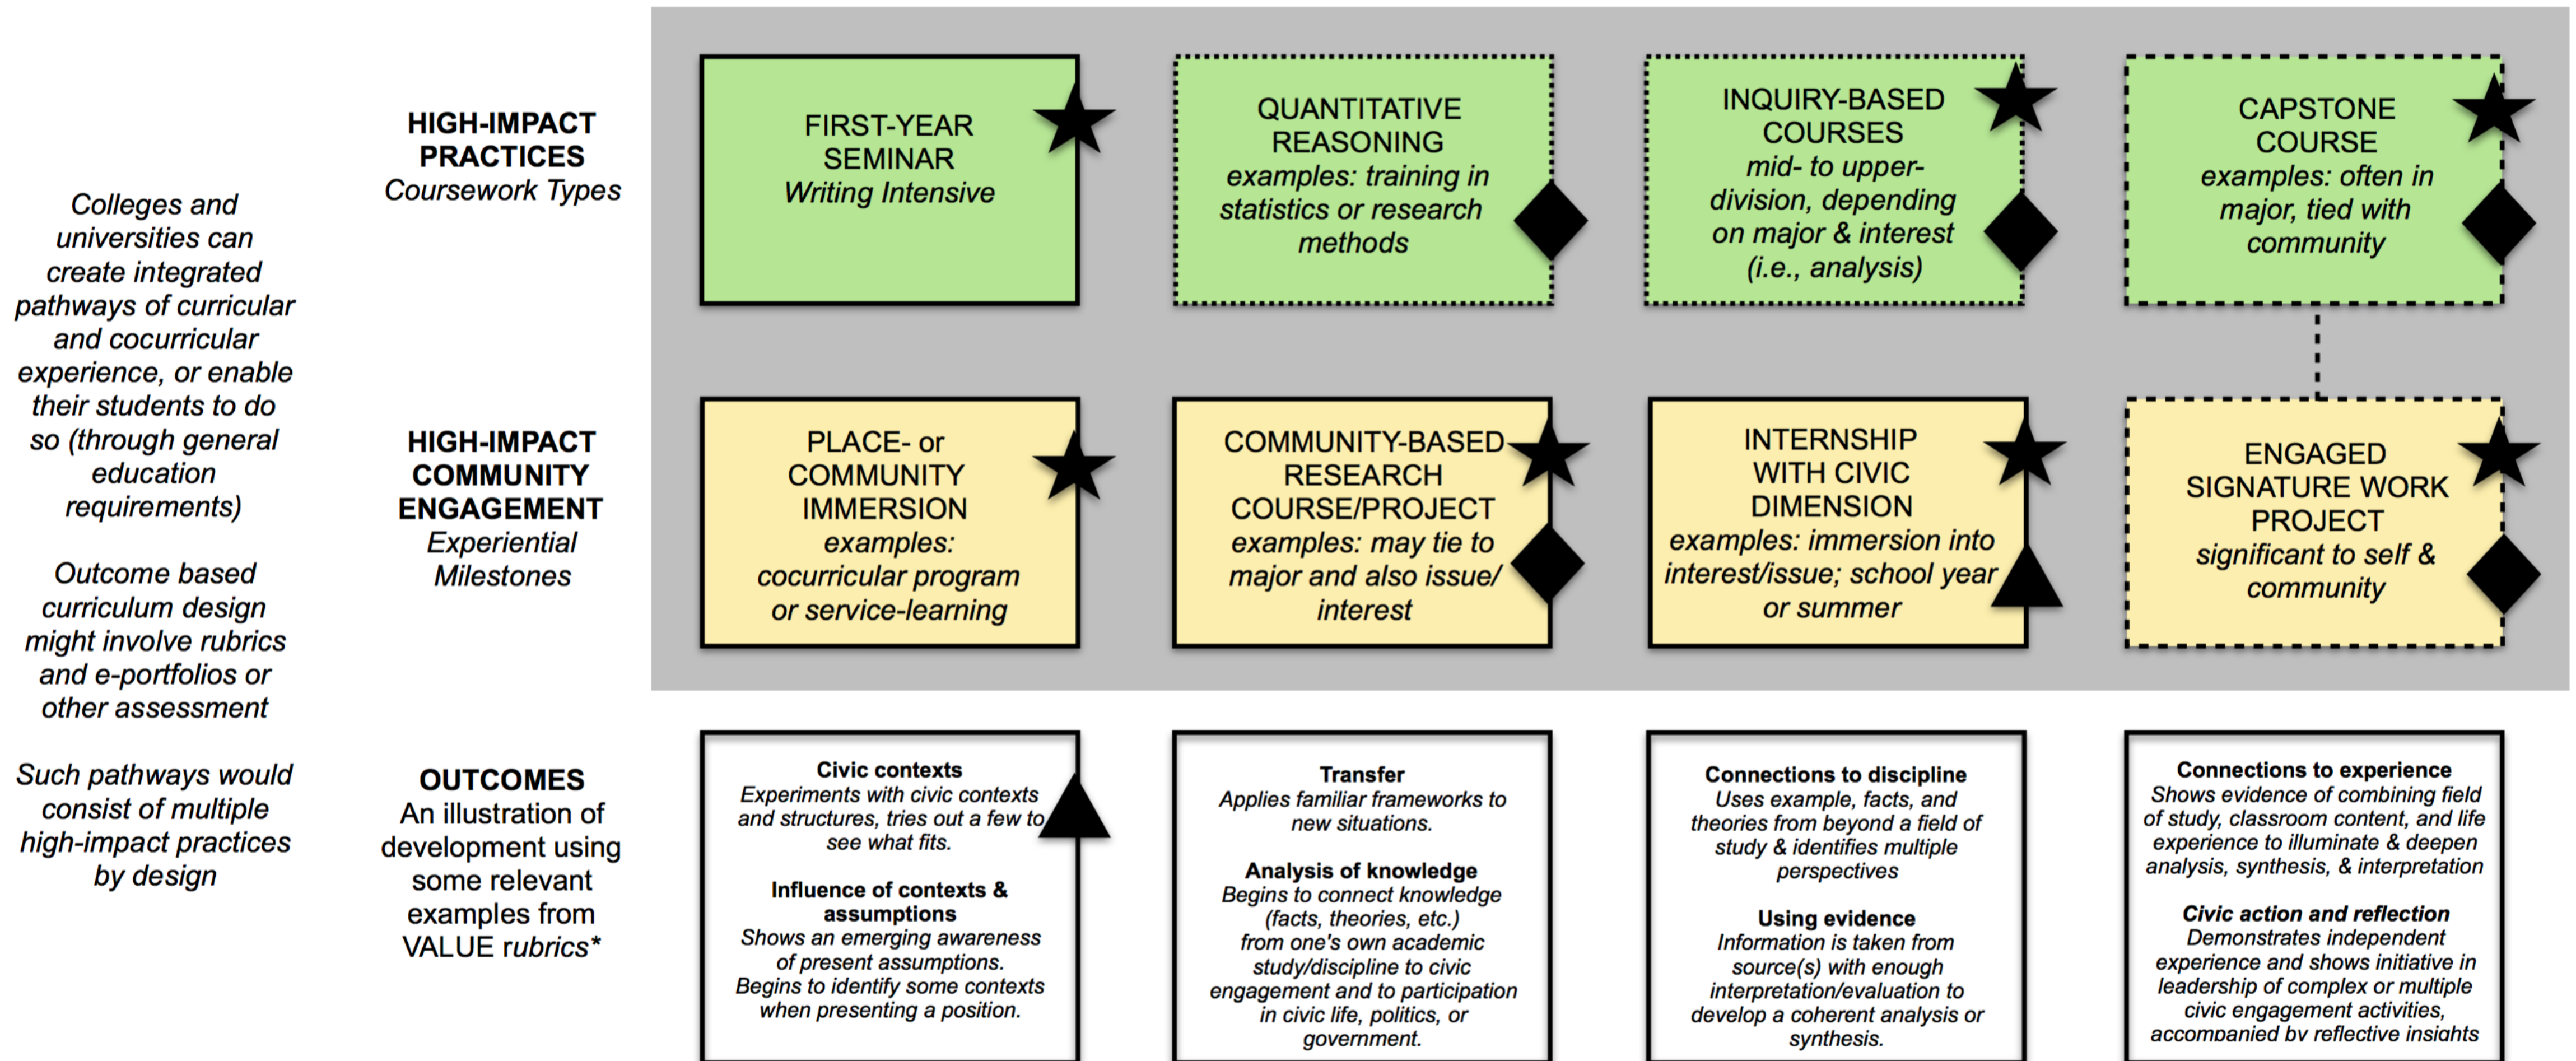 Colleges and
universities can
create integrated
pathways of curricular
and cocurricular
experience, or enable
their students to do
so (through general
education
requirements)
Outcome based
curriculum design
might involve rubrics
and e-portfolios or
other assessment
Such pathways would
consist of multiple
high-impact practices
by design
HIGH-IMPACT
PRACTICES
Coursework Types
FIRST-YEAR
SEMINAR
Writing Intensive
QUANTITATIVE
REASONING
examples: training in
statistics or research
methods
INQUIRY-BASED
COURSES
mid- to upper-
division, depending
on major & interest
(i.e., analysis)
CAPSTONE
COURSE
examples: often in
major, tied with
community
HIGH-IMPACT
COMMUNITY
ENGAGEMENT
Experiential
Milestones
PLACE- or
COMMUNITY
IMMERSION
examples:
cocurricular program
or service-learning
COMMUNITY-BASED
RESEARCH
COURSE/PROJECT
examples: may tie to
major and also issue/
interest
INTERNSHIP
WITH CIVIC
DIMENSION
examples: immersion into
interest/issue; school year
or summer
ENGAGED
SIGNATURE WORK
PROJECT
significant to self &
community
OUTCOMES
An illustration of
development using
some relevant
examples from
VALUE rubrics*
Civic contexts
Experiments with civic contexts
and structures, tries out a few to
see what fits.
Influence of contexts &
assumptions
Shows an emerging awareness
of present assumptions.
Begins to identify some contexts
when presenting a position.
Transfer
Applies familiar frameworks to
new situations.
Analysis of knowledge
Begins to connect knowledge
(facts, theories, etc.)
from one's own academic
study/discipline to civic
engagement and to participation
in civic life, politics, or
government.
Connections to discipline
Uses example, facts, and
theories from beyond a field of
study & identifies multiple
perspectives
Using evidence
Information is taken from
source(s) with enough
interpretation/evaluation to
develop a coherent analysis or
synthesis.
Connections to experience
Shows evidence of combining field
of study, classroom content, and life
experience to illuminate & deepen
analysis, synthesis, & interpretation
Civic action and reflection
Demonstrates independent
experience and shows initiative in
leadership of complex or multiple
civic engagement activities,
accompanied by reflective insights